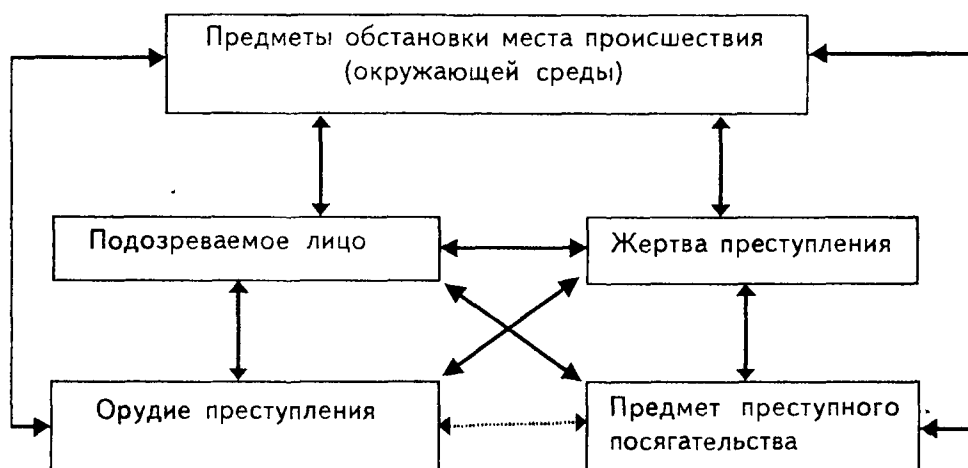 Предметы обстановки места происшествия
(окружающей среды)
Подозреваемое лицо
Жертва преступления
Орудие преступления
Предмет преступного
посягательства